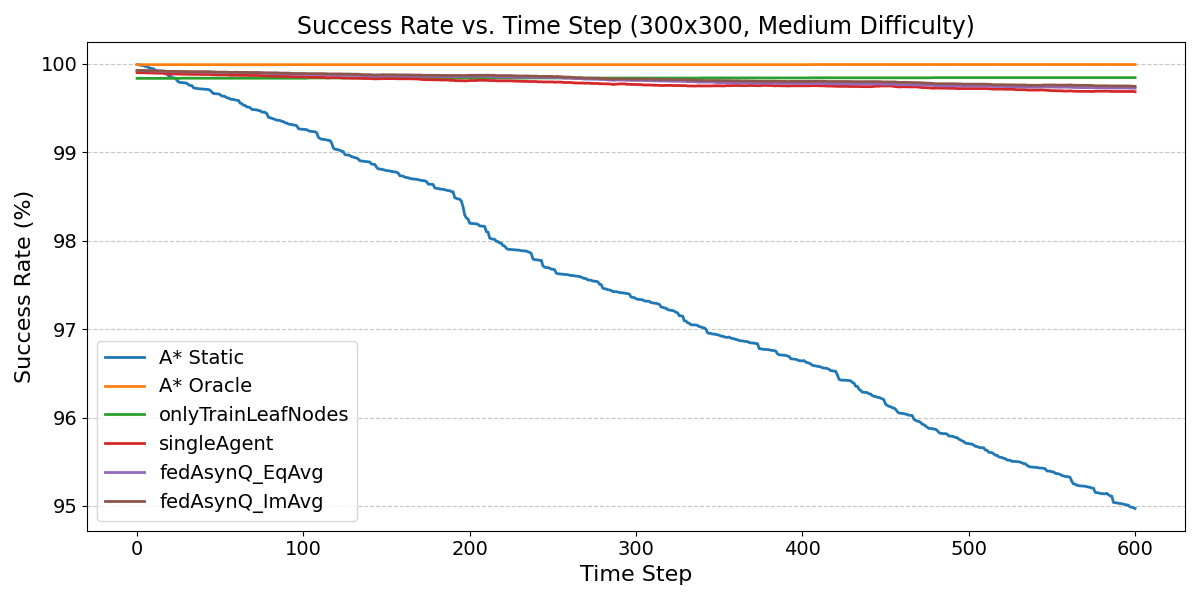 Success Rate vs. Time Step (300x300, Medium Difficulty)
Success Rate (%)
100
99
98
97
96
95
A* Static
A* Oracle
onlyTrainLeafNodes
singleAgent
fedAsynQ_EqAvg
fedAsynQ_ImAvg
0 100 200 300 400 500 600
Time Step